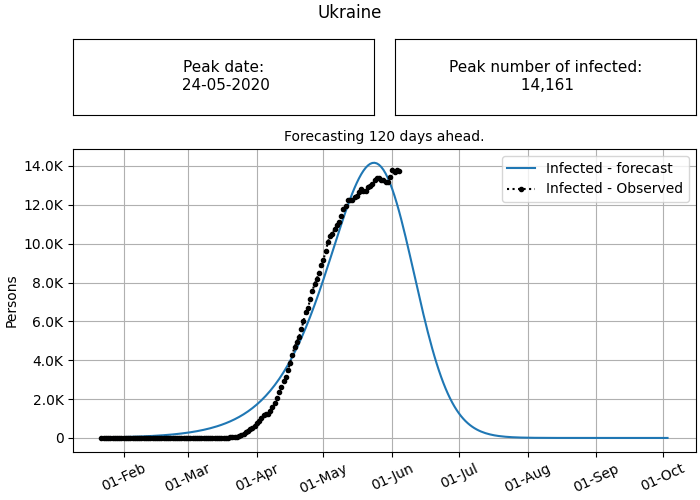 Ukraine
Peak date:
24-05-2020
Peak number of infected:
14,161
Forecasting 120 days ahead.
Infected - forecast
Infected - Observed
Persons
14.0K
12.0K
10.0K
8.0K
6.0K
4.0K
2.0K
0
01-Feb
01-Mar
01-Apr
01-May
01-Jun
01-Jul
01-Aug
01-Sep
01-Oct